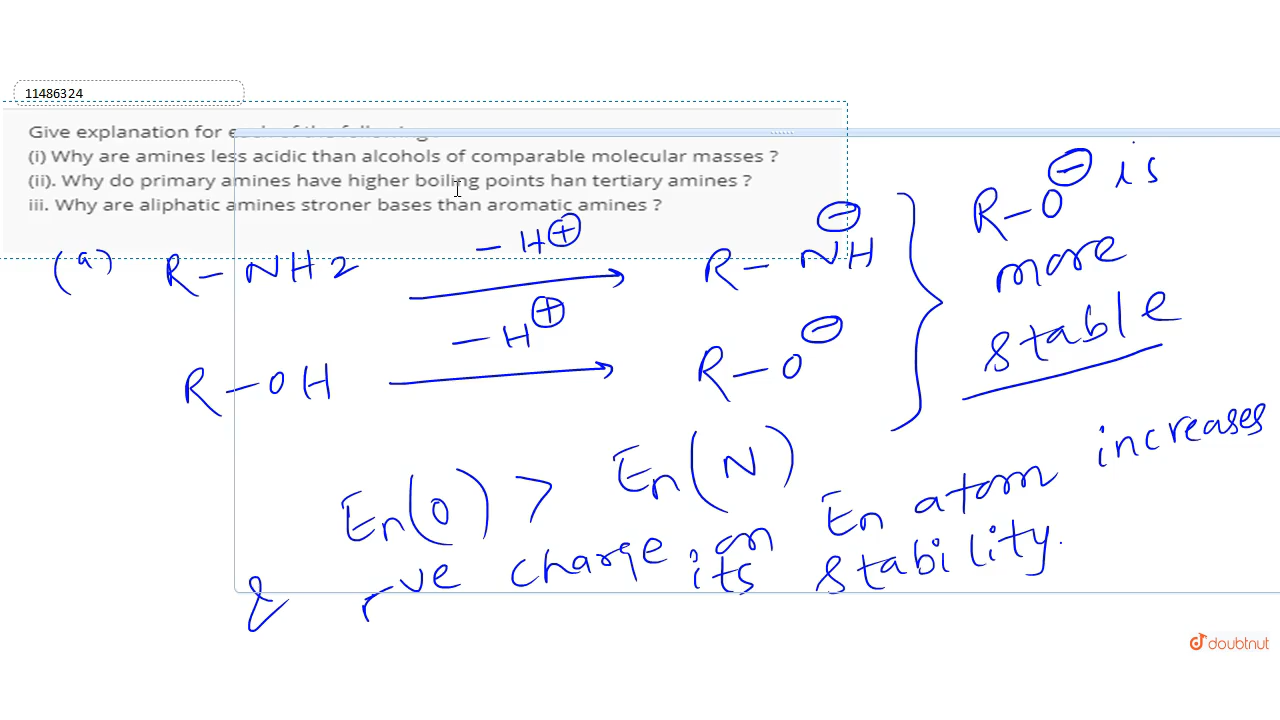 11486324
Give explanation for
(i) Why are amines less acidic than alcohols of comparable molecular masses ?
(ii). Why do primary amines have higher boiling points han tertiary amines ?
iii. Why are aliphatic amines stroner bases than aromatic amines ?
(a) R – NH2 – H⊕ R – N⊖H R – O⊖ is
more
stable
R – OH – H⊕ R – O⊖
En(O) > En(N)
& -ve charge on En atom increases
its stability.
doubtnut